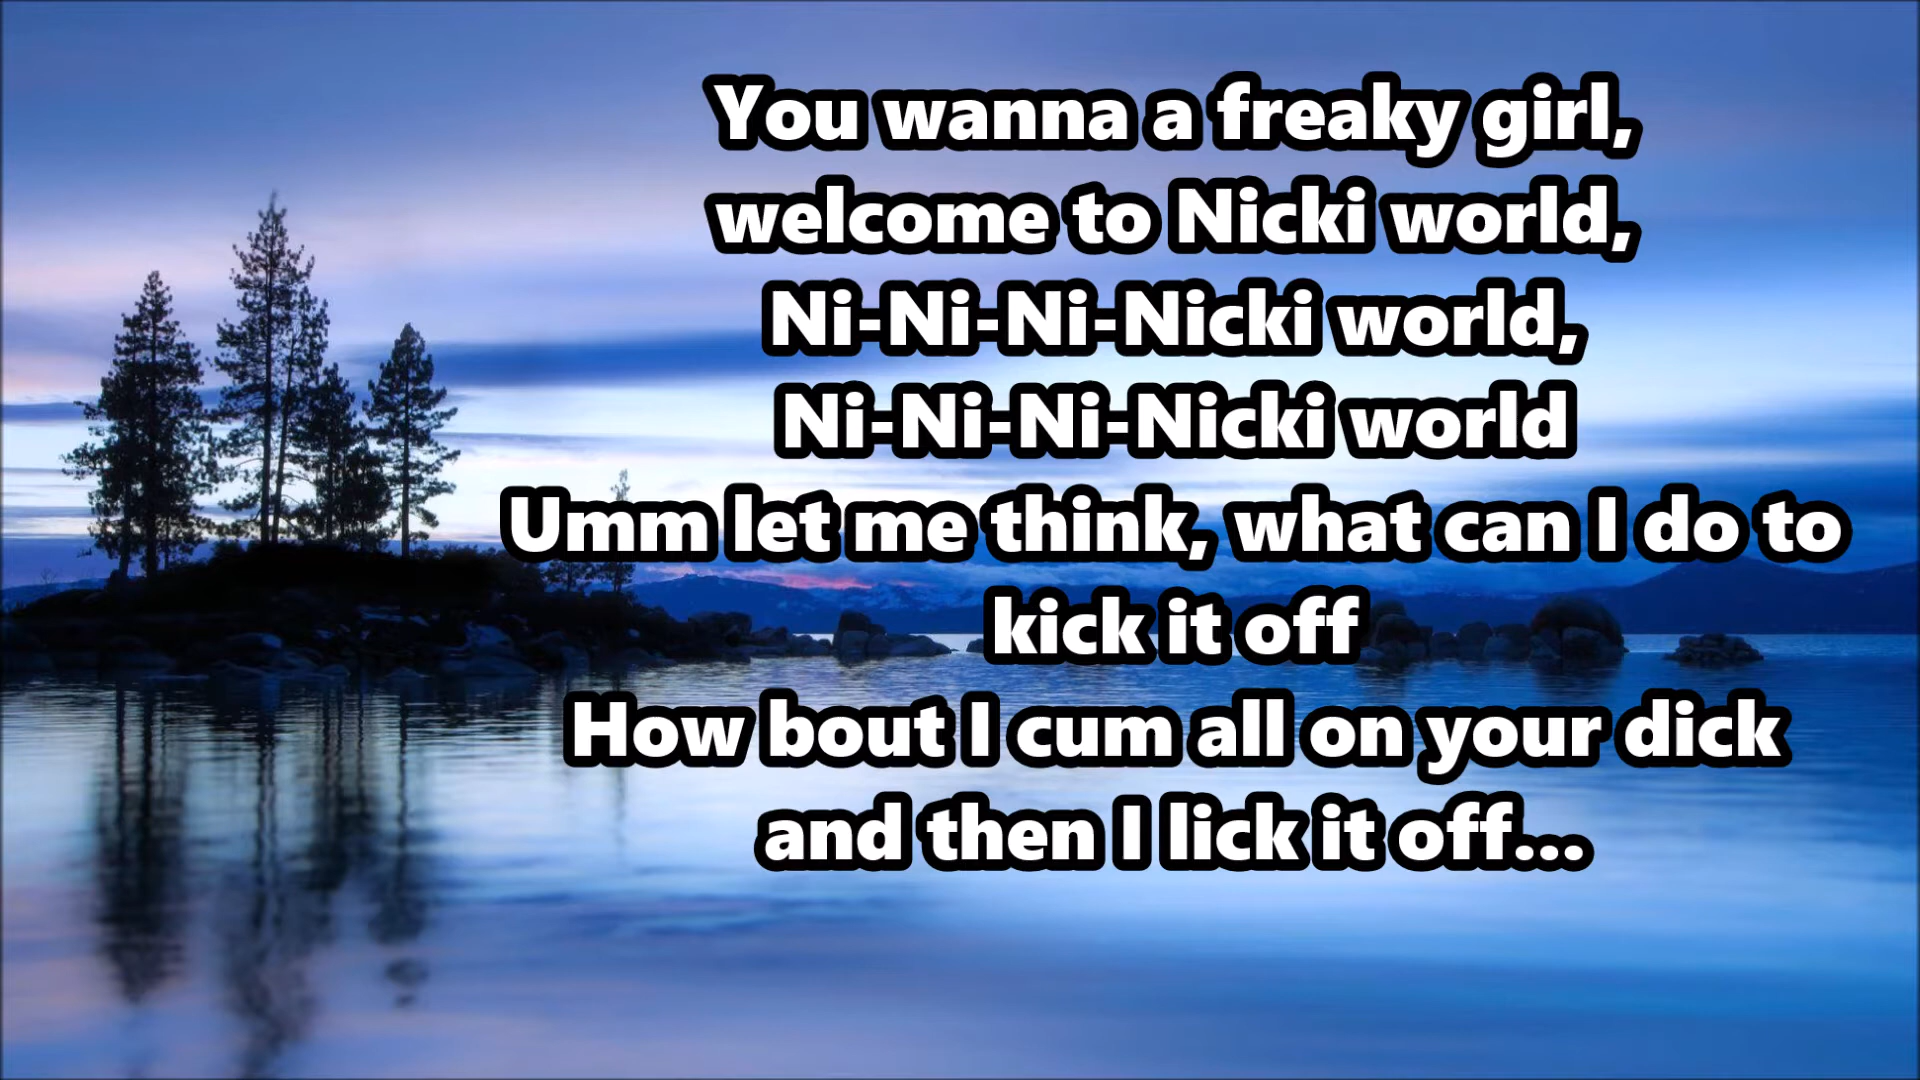 You wanna a freaky girl,
welcome to Nicki world,
Ni-Ni-Ni-Nicki world,
Ni-Ni-Ni-Nicki world
Umm let me think, what can I do to
kick it off
How bout I cum all on your dick
and then I lick it off...